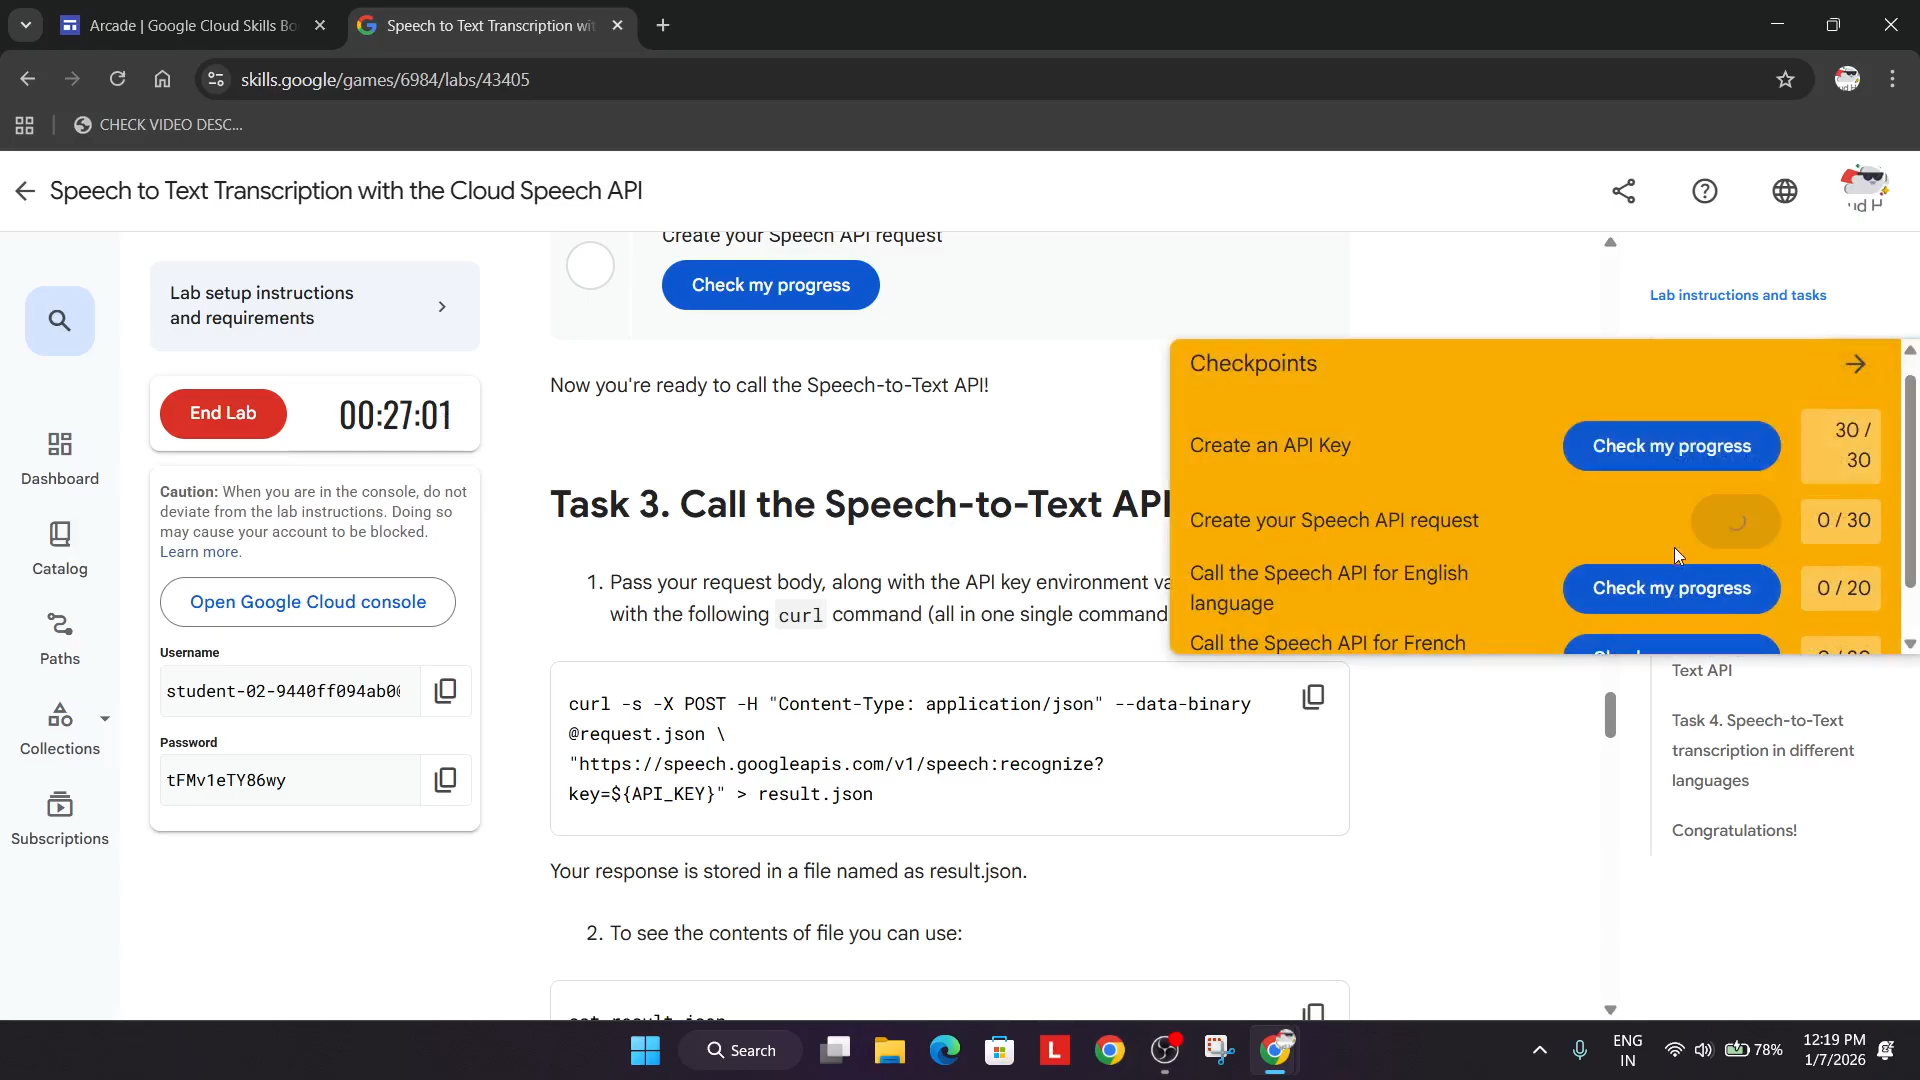 Arcade | Google Cloud Skills Bo
Speech to Text Transcription wit
skills.google/games/6984/labs/43405
CHECK VIDEO DESC...
Speech to Text Transcription with the Cloud Speech API
Lab setup instructions
and requirements
End Lab
00:27:01
Caution: When you are in the console, do not
deviate from the lab instructions. Doing so
may cause your account to be blocked.
Learn more.
Open Google Cloud console
Username
student-02-9440ff094ab0
Password
tFMv1eTY86wy
Dashboard
Catalog
Paths
Collections
Subscriptions
Create your Speech API request
Check my progress
Now you're ready to call the Speech-to-Text API!
Task 3. Call the Speech-to-Text API
1. Pass your request body, along with the API key environment va
with the following curl command (all in one single command
curl -s -X POST -H "Content-Type: application/json" --data-binary
@request.json \
"https://speech.googleapis.com/v1/speech:recognize?
key=${API_KEY}" > result.json
Your response is stored in a file named as result.json.
2. To see the contents of file you can use:
cat result.json
Lab instructions and tasks
Checkpoints
Create an API Key
Check my progress
30 /
30
Create your Speech API request
0 / 30
Call the Speech API for English
language
Check my progress
0 / 20
Call the Speech API for French
Text API
Task 4. Speech-to-Text
transcription in different
languages
Congratulations!
Search
ENG
IN
78%
12:19 PM
1/7/2026